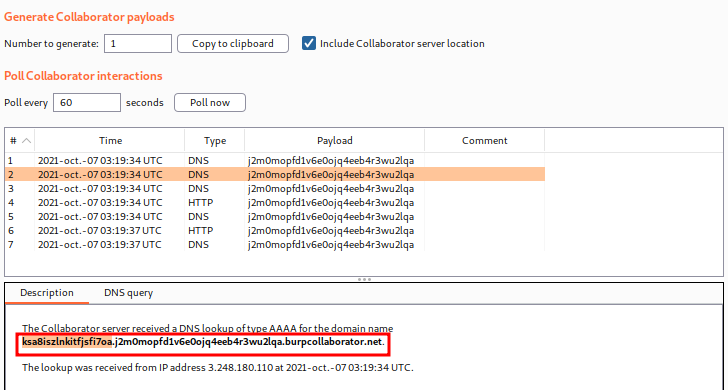 Generate Collaborator payloads
Number to generate: 1 Copy to clipboard Include Collaborator server location
Poll Collaborator interactions
Poll every 60 seconds Poll now
# Time Type Payload Comment
1 2021-oct.-07 03:19:34 UTC DNS j2m0mopfd1v6e0ojq4eeb4r3wu2lqa
2 2021-oct.-07 03:19:34 UTC DNS j2m0mopfd1v6e0ojq4eeb4r3wu2lqa
3 2021-oct.-07 03:19:34 UTC DNS j2m0mopfd1v6e0ojq4eeb4r3wu2lqa
4 2021-oct.-07 03:19:34 UTC HTTP j2m0mopfd1v6e0ojq4eeb4r3wu2lqa
5 2021-oct.-07 03:19:34 UTC DNS j2m0mopfd1v6e0ojq4eeb4r3wu2lqa
6 2021-oct.-07 03:19:37 UTC HTTP j2m0mopfd1v6e0ojq4eeb4r3wu2lqa
7 2021-oct.-07 03:19:37 UTC DNS j2m0mopfd1v6e0ojq4eeb4r3wu2lqa
Description DNS query
The Collaborator server received a DNS lookup of type AAAA for the domain name
ksa8iszlnkitfjsfi7oa.j2m0mopfd1v6e0ojq4eeb4r3wu2lqa.burpcollaborator.net.
The lookup was received from IP address 3.248.180.110 at 2021-oct.-07 03:19:34 UTC.